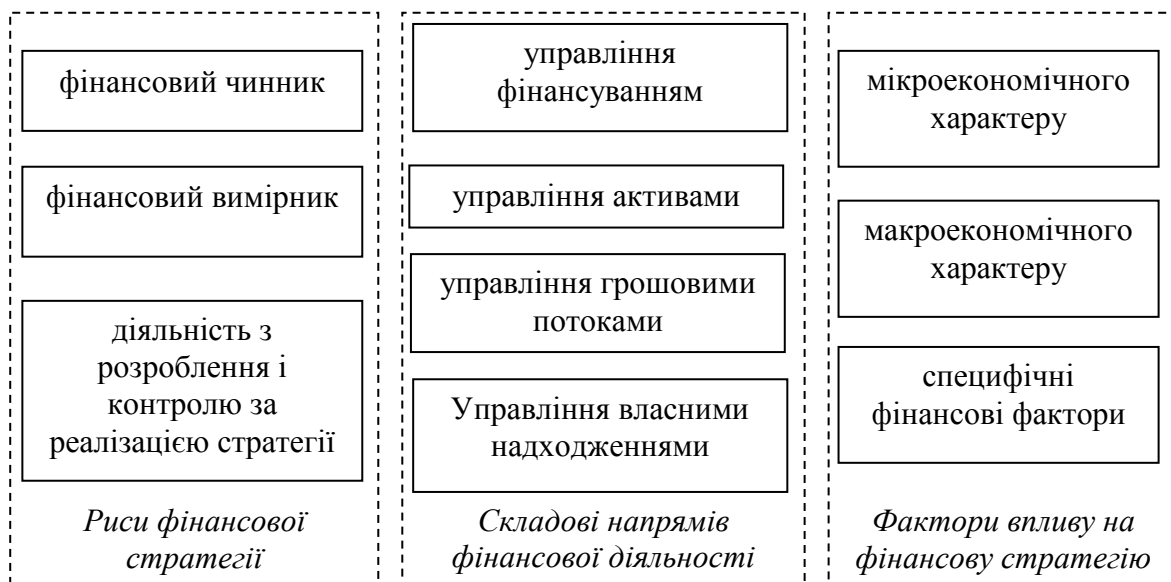 фінансовий чинник
фінансовий вимірник
діяльність з
розроблення і
контролю за
реалізацією стратегії
Риси фінансової
стратегії
управління
фінансуванням
управління активами
управління грошовими
потоками
Управління власними
надходженнями
Складові напрямів
фінансової діяльності
мікроекономічного
характеру
макроекономічного
характеру
специфічні
фінансові фактори
Фактори впливу на
фінансову стратегію